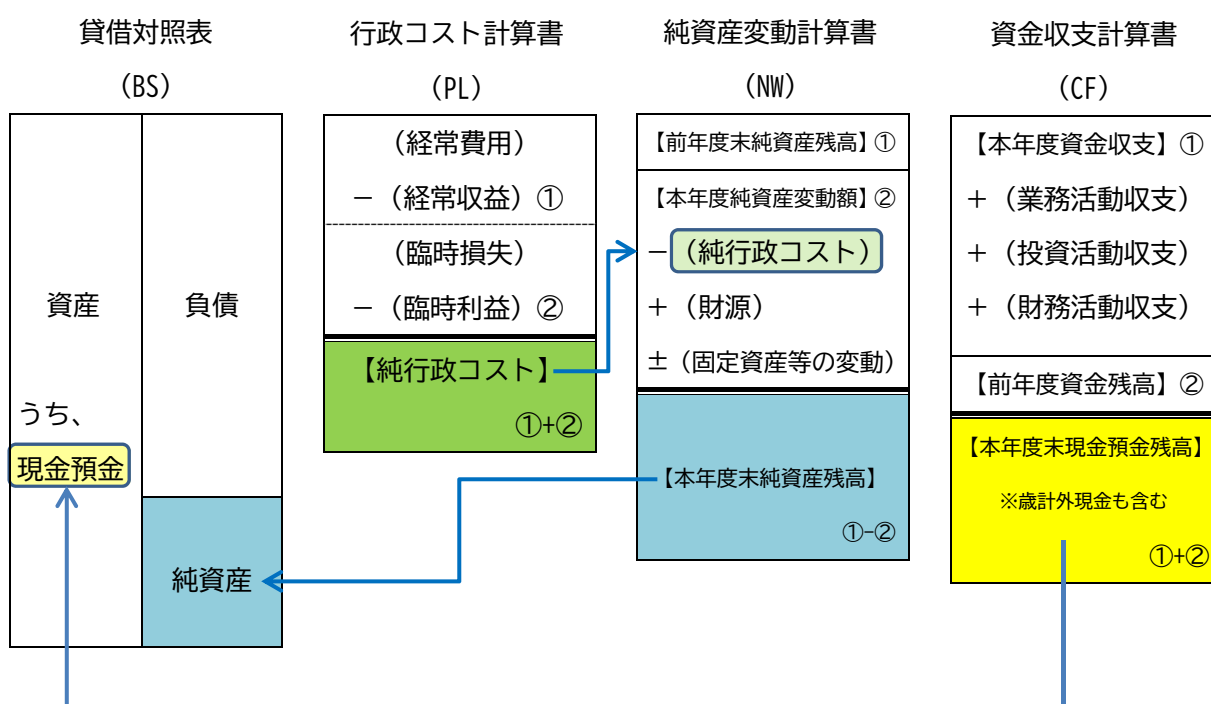 貸借対照表
(BS)
資産
うち、
現金預金
負債
純資産
行政コスト計算書
(PL)
(経常費用)
－(経常収益)①
(臨時損失)
－(臨時利益)②
【純行政コスト】
①+②
純資産変動計算書
(NW)
【前年度末純資産残高】①
【本年度純資産変動額】②
－(純行政コスト)
＋(財源)
±(固定資産等の変動)
【本年度末純資産残高】
①-②
資金収支計算書
(CF)
【本年度資金収支】①
＋(業務活動収支)
＋(投資活動収支)
＋(財務活動収支)
【前年度資金残高】②
【本年度末現金預金残高】
※歳計外現金も含む
①+②